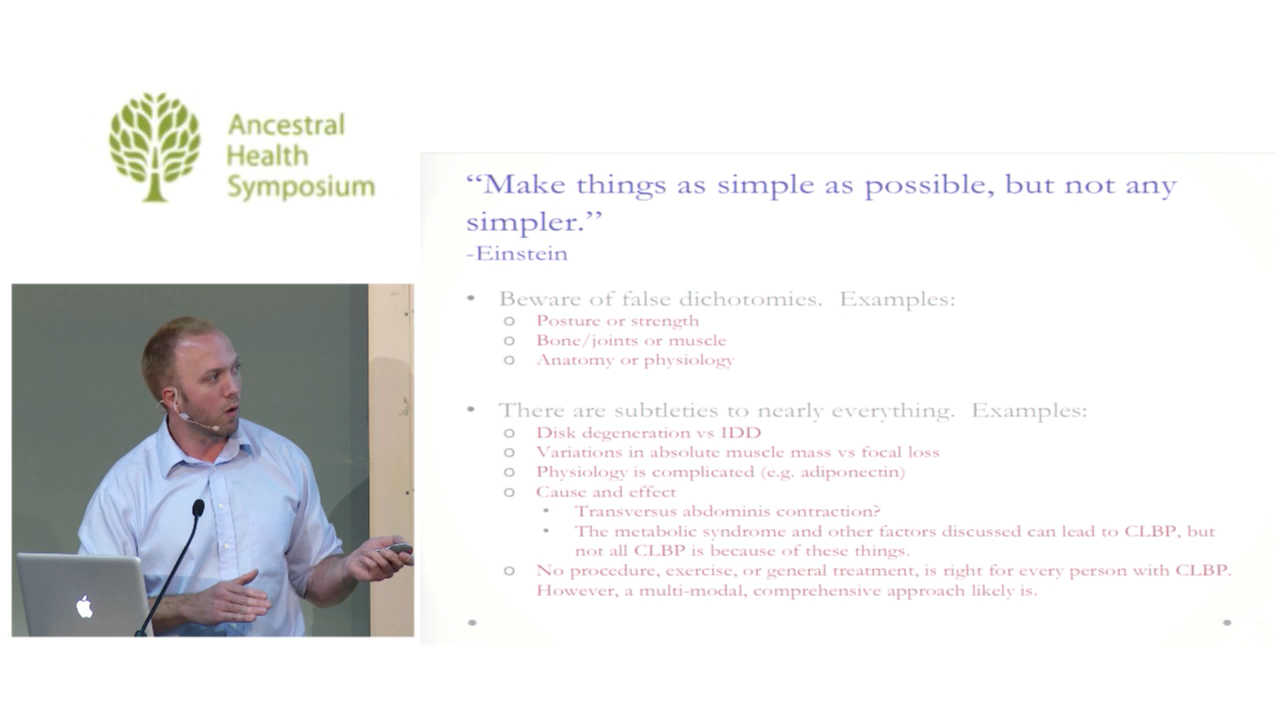 Ancestral
Health
Symposium
“Make things as simple as possible, but not any
simpler.”
-Einstein
• Beware of false dichotomies. Examples:
o Posture or strength
o Bone/joints or muscle
o Anatomy or physiology
• There are subtleties to nearly everything. Examples:
o Disk degeneration vs IDD
o Variations in absolute muscle mass vs focal loss
o Physiology is complicated (e.g. adiponectin)
o Cause and effect
• Transversus abdominis contraction?
• The metabolic syndrome and other factors discussed can lead to CLBP, but
not all CLBP is because of these things.
o No procedure, exercise, or general treatment, is right for every person with CLBP.
However, a multi-modal, comprehensive approach likely is.